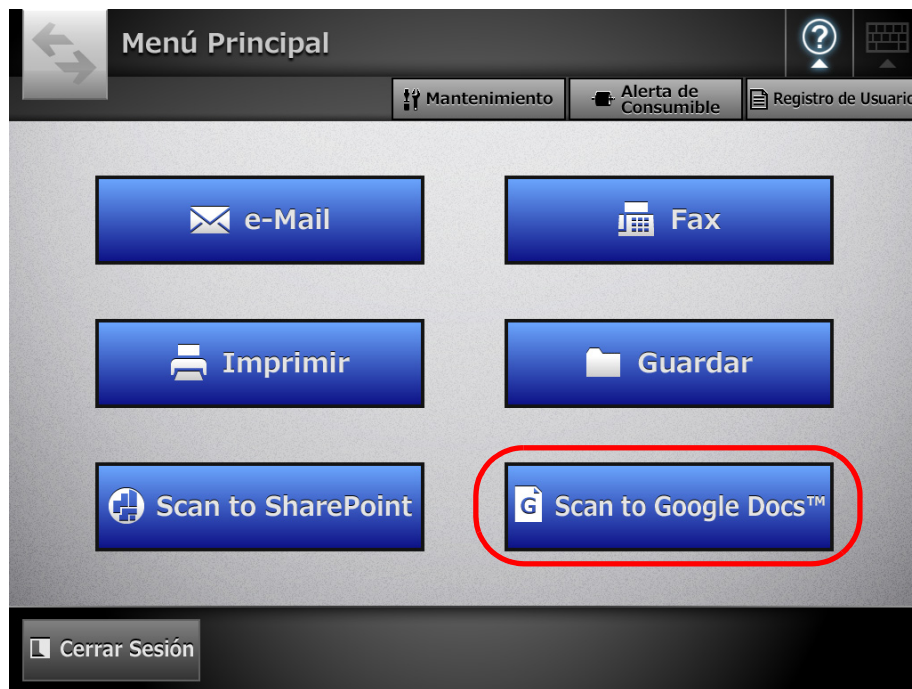 Menú Principal
?
Mantenimiento
Alerta de
Consumible
Registro de Usuario
e-Mail
Fax
Imprimir
Guardar
Scan to SharePoint
G Scan to Google Docs™
Cerrar Sesión